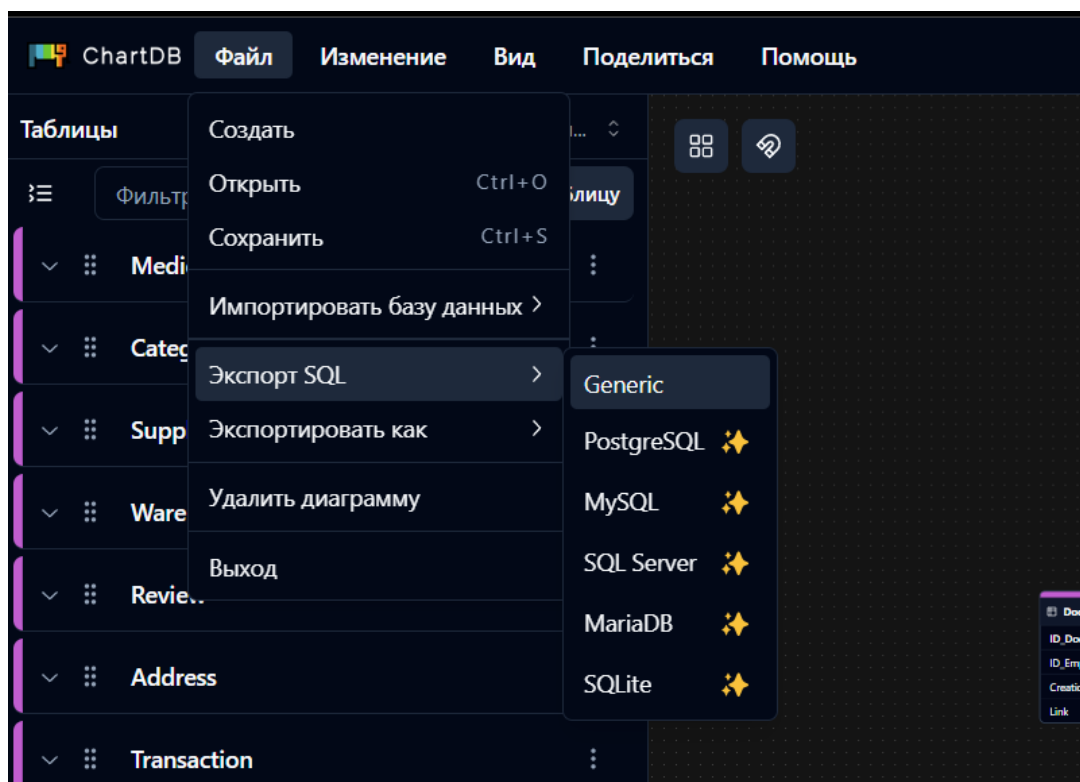 ChartDB Файл Изменение Вид Поделиться Помощь
Таблицы
Создать
Открыть Ctrl+O
Сохранить Ctrl+S
Импортировать базу данных
Экспорт SQL
Экспортировать как
Удалить диаграмму
Выход
Generic
PostgreSQL
MySQL
SQL Server
MariaDB
SQLite
Address
Transaction
Link